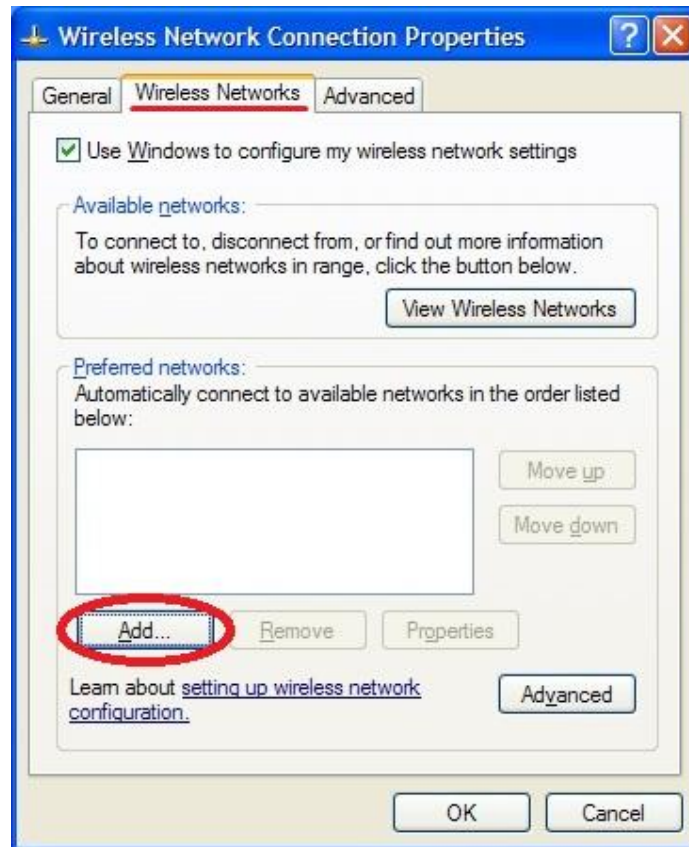 Wireless Network Connection Properties
General Wireless Networks Advanced
Use Windows to configure my wireless network settings
Available networks:
To connect to, disconnect from, or find out more information
about wireless networks in range, click the button below.
View Wireless Networks
Preferred networks:
Automatically connect to available networks in the order listed
below:
Move up
Move down
Add... Remove Properties
Learn about setting up wireless network
configuration.
Advanced
OK Cancel